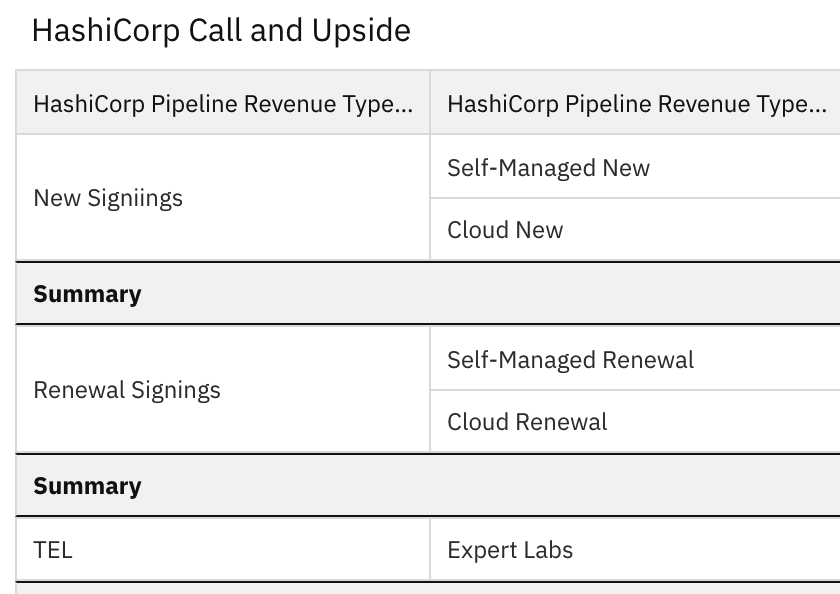 HashiCorp Call and Upside
HashiCorp Pipeline Revenue Type... HashiCorp Pipeline Revenue Type...
New Signiings
Self-Managed New
Cloud New
Summary
Renewal Signings
Self-Managed Renewal
Cloud Renewal
Summary
TEL Expert Labs